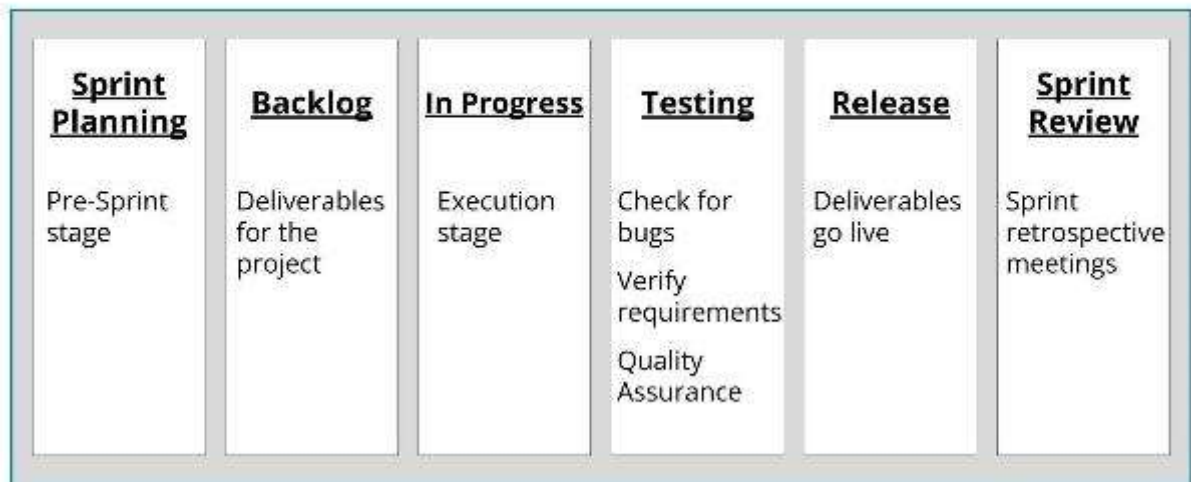 Sprint
Planning
Pre-Sprint
stage
Backlog
Deliverables
for the
project
In Progress
Execution
stage
Testing
Check for
bugs
Verify
requirements
Quality
Assurance
Release
Deliverables
go live
Sprint
Review
Sprint
retrospective
meetings